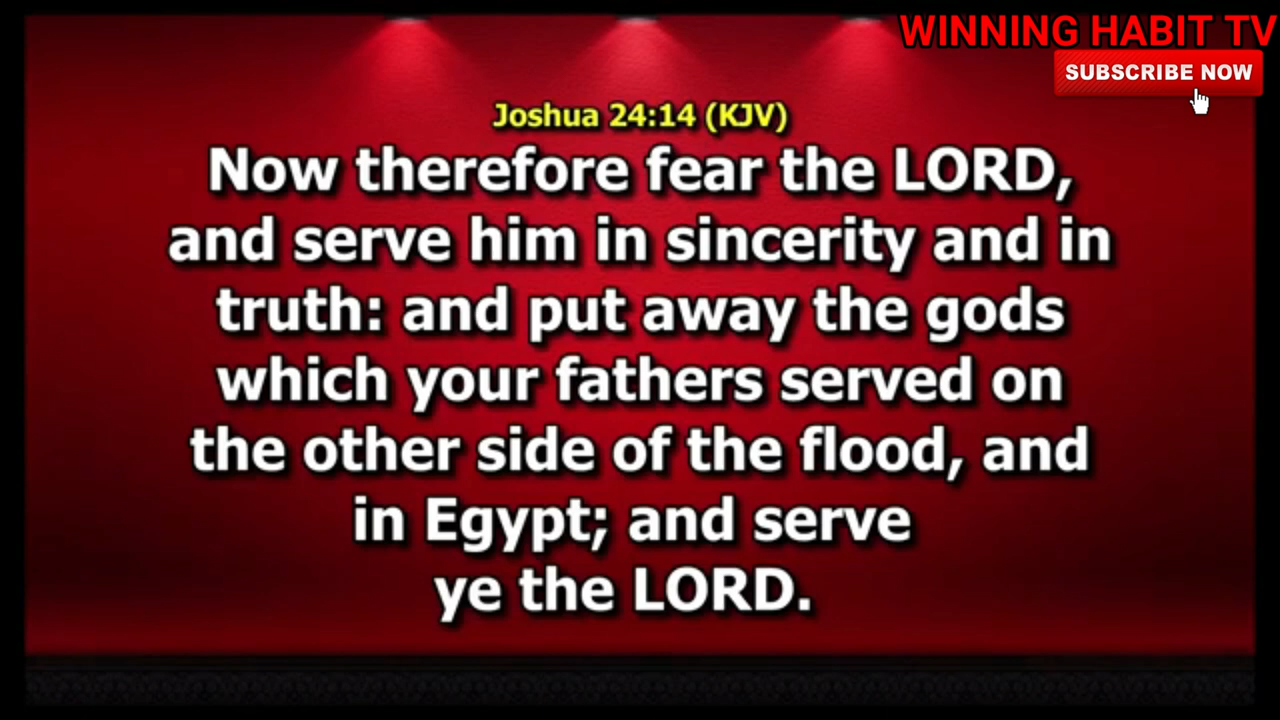 WINNING HABIT TV
SUBSCRIBE NOW
Joshua 24:14 (KJV)
Now therefore fear the LORD,
and serve him in sincerity and in
truth: and put away the gods
which your fathers served on
the other side of the flood, and
in Egypt; and serve
ye the LORD.